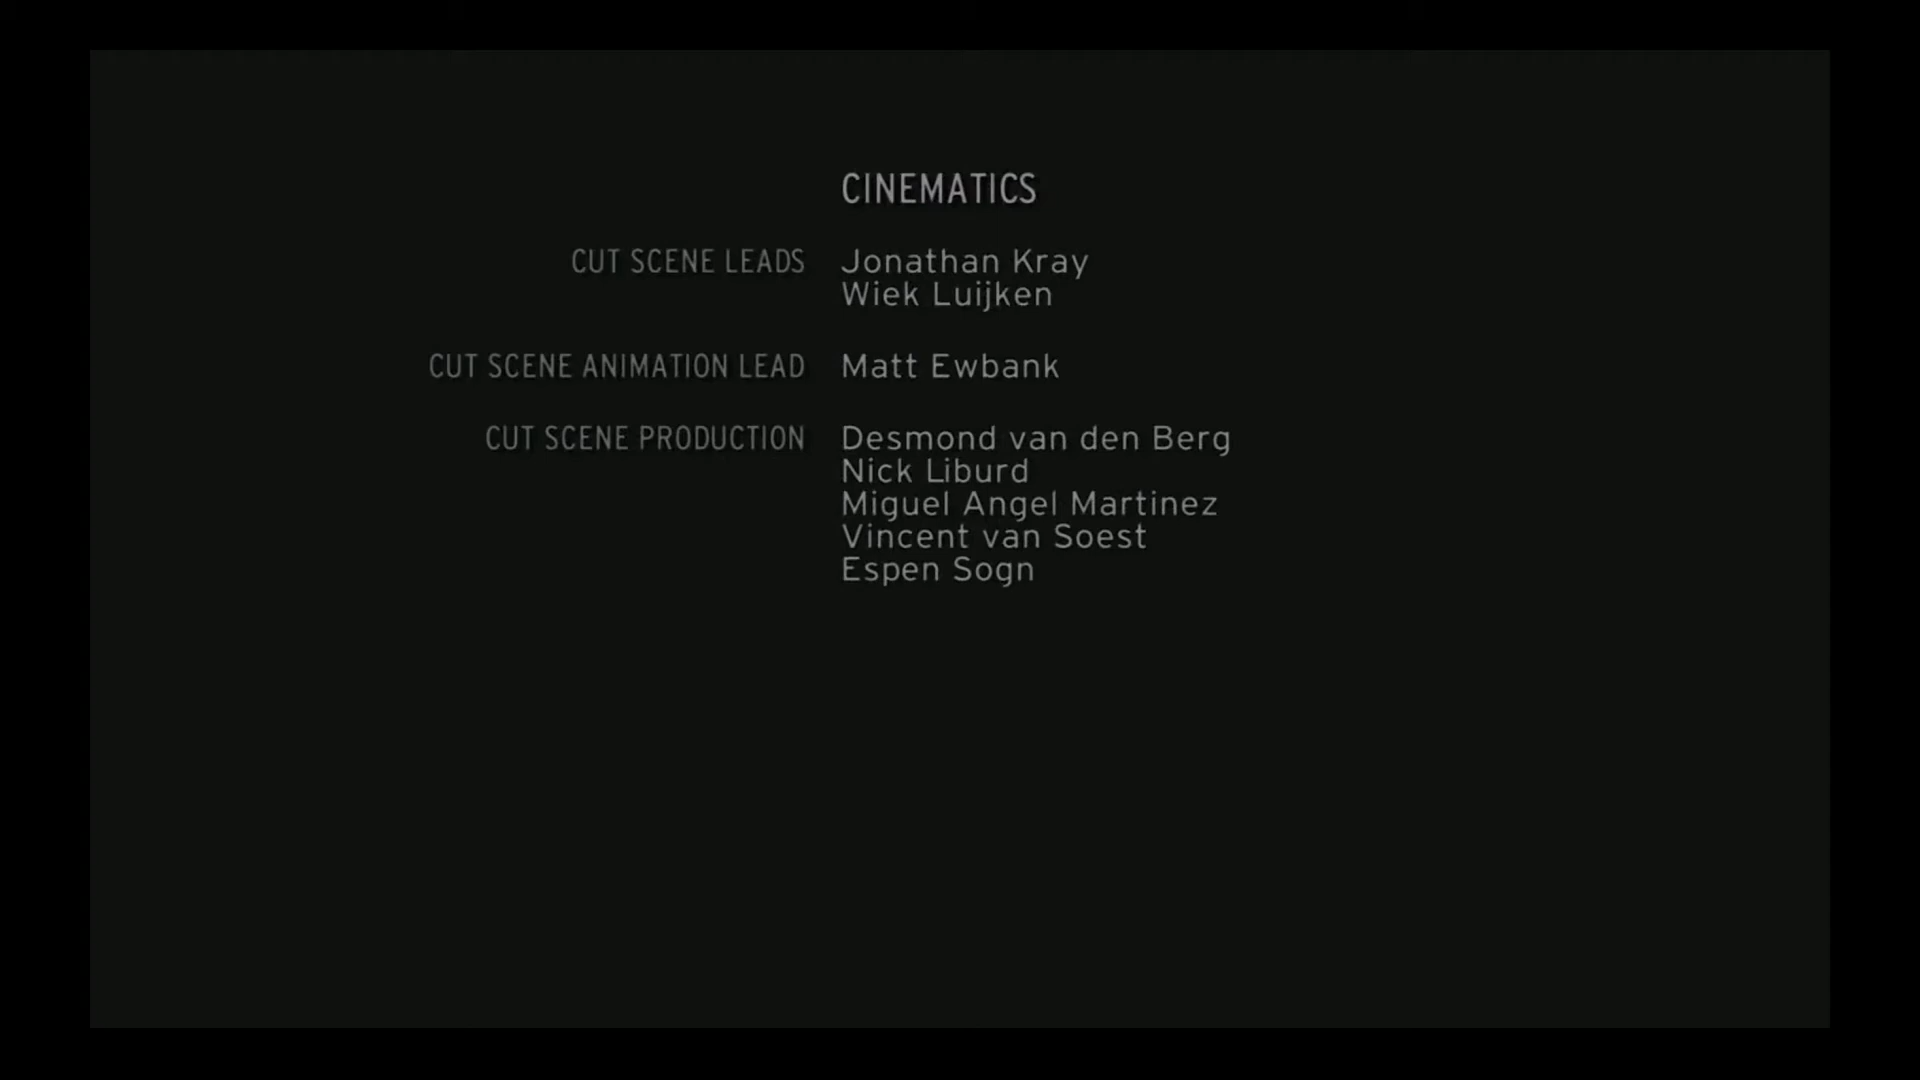 CINEMATICS
CUT SCENE LEADS Jonathan Kray
Wiek Luijken
CUT SCENE ANIMATION LEAD Matt Ewbank
CUT SCENE PRODUCTION Desmond van den Berg
Nick Liburd
Miguel Angel Martinez
Vincent van Soest
Espen Sogn